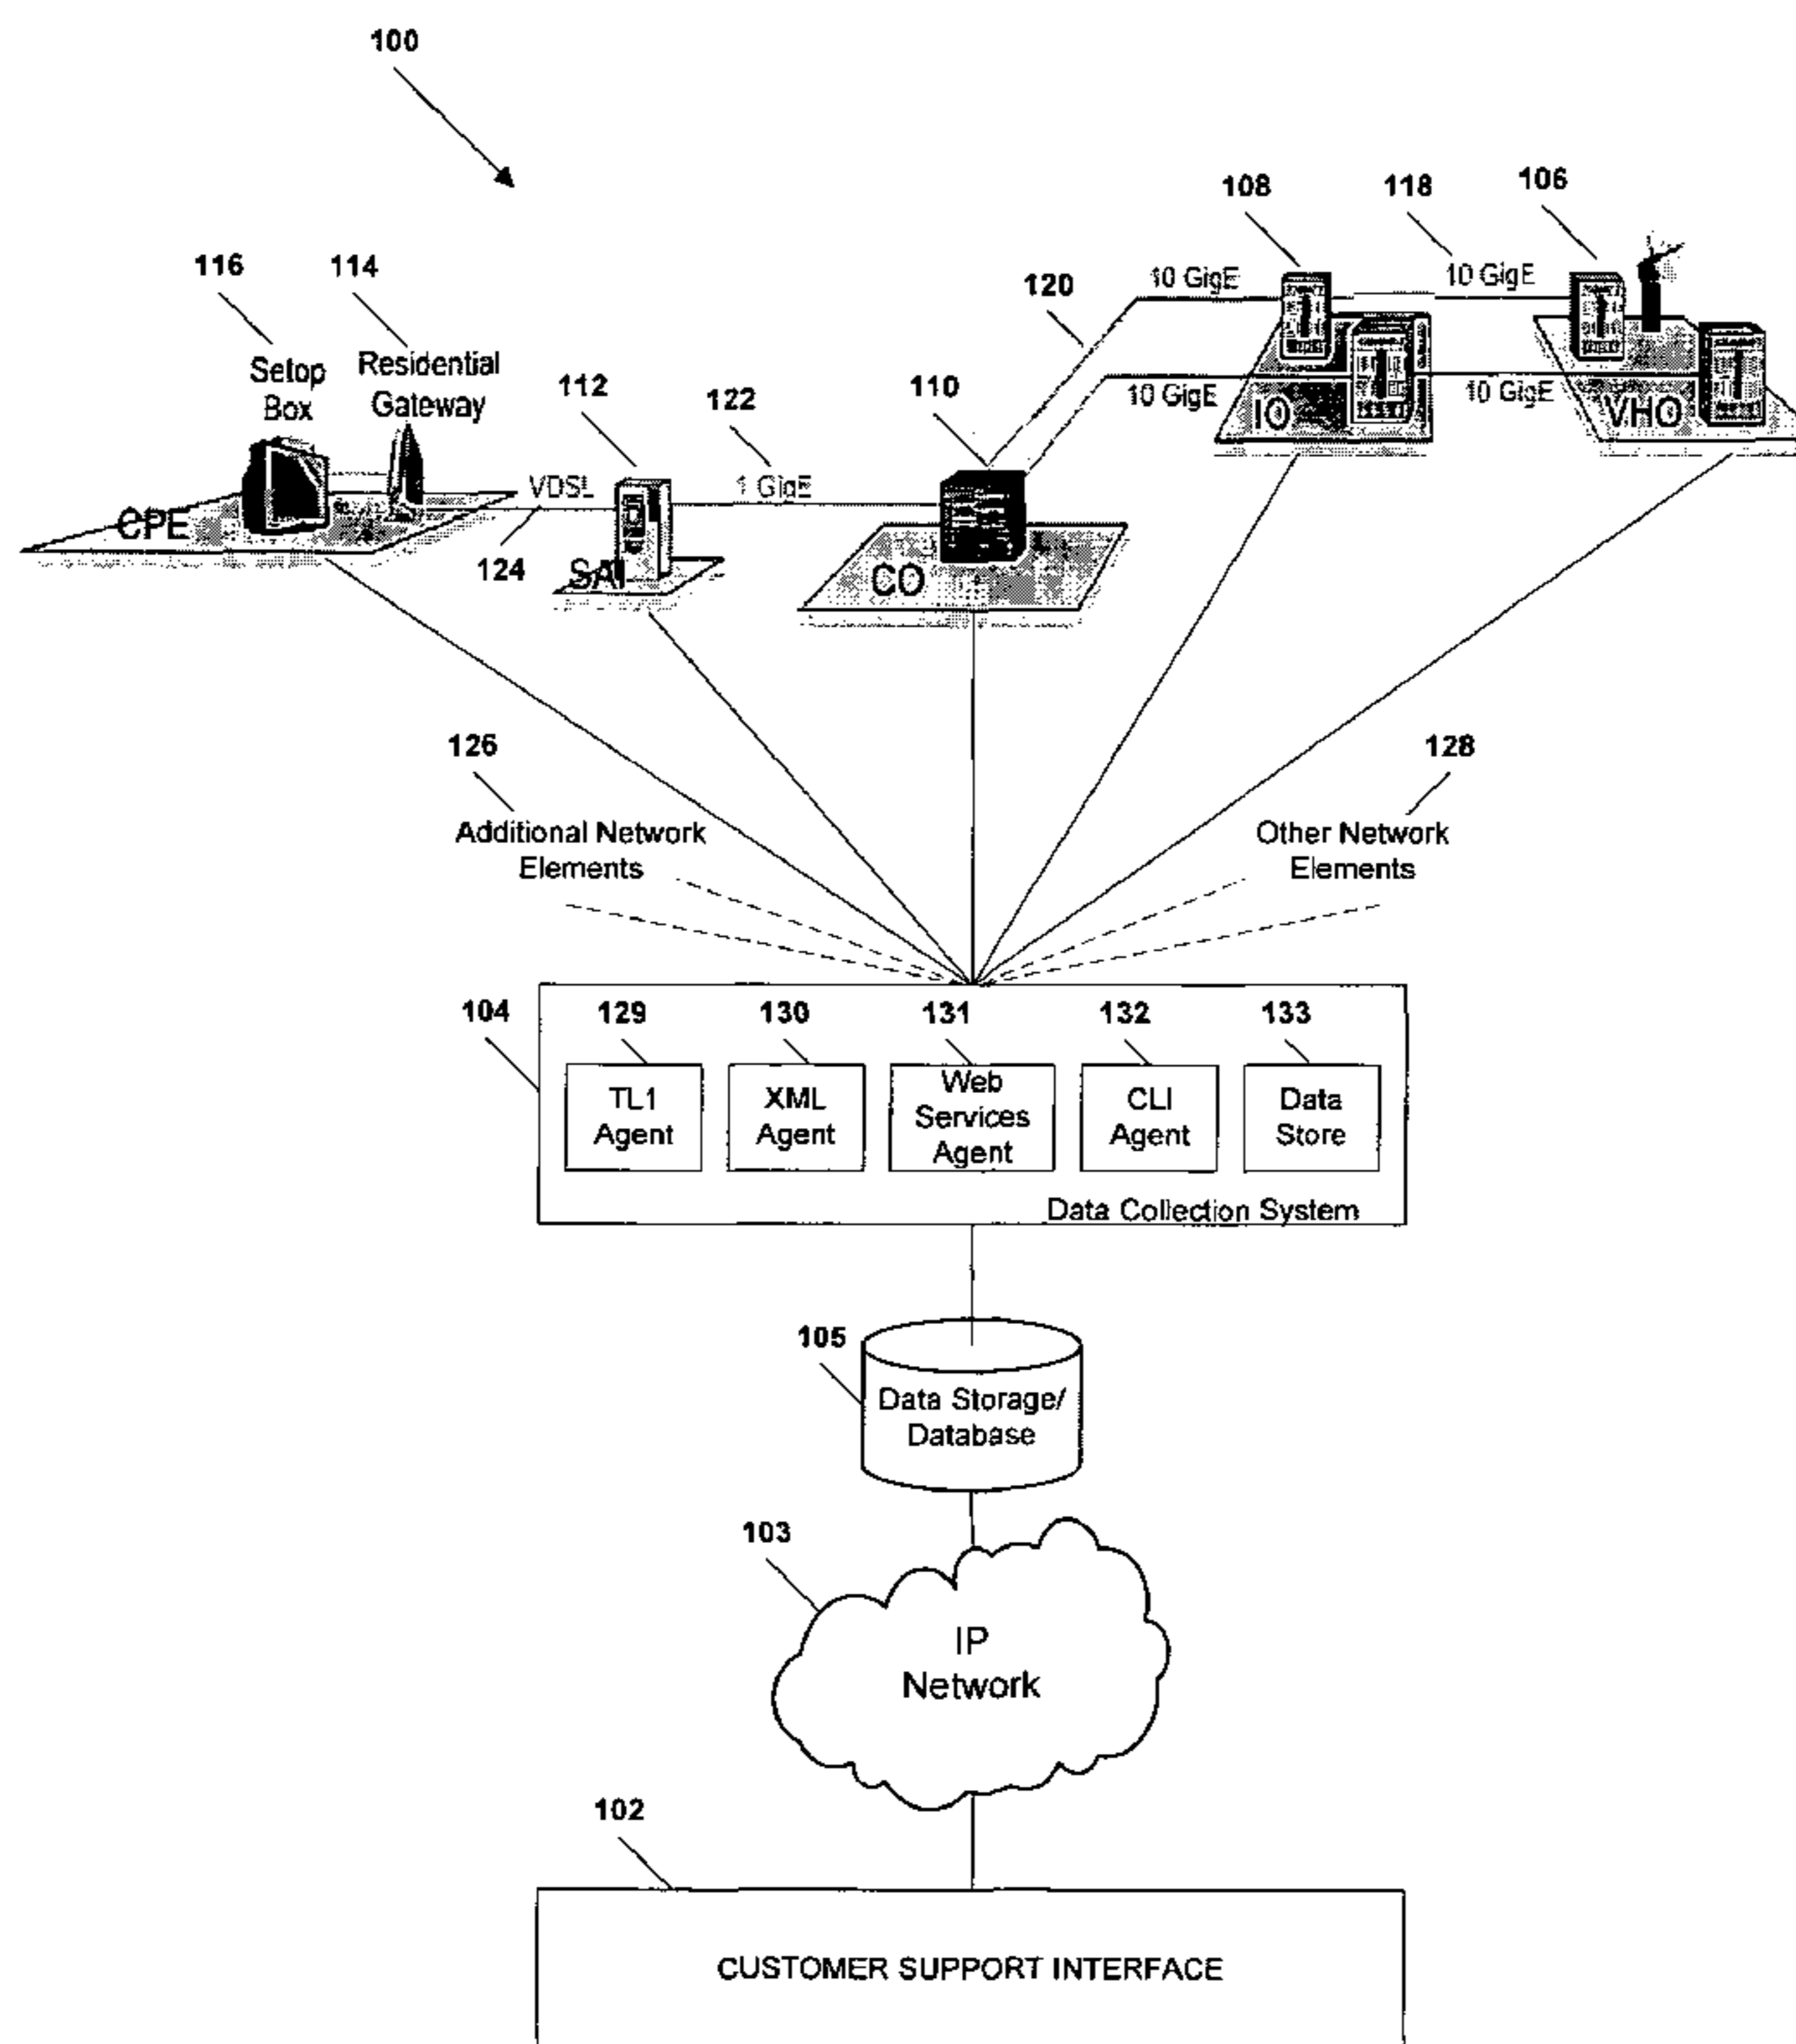 100
108
118
106
116
114
120
10 GigE
10 GigE
Setop
Box
Residential
Gateway
112
122
110
10 GigE
10 GigE
IO
VHO
VDSL
1 GigE
CPE
124
SAI
CO
126
128
Additional Network
Elements
Other Network
Elements
104
129
130
131
132
133
TL1
Agent
XML
Agent
Web
Services
Agent
CLI
Agent
Data
Store
Data Collection System
105
Data Storage/
Database
103
IP
Network
102
CUSTOMER SUPPORT INTERFACE